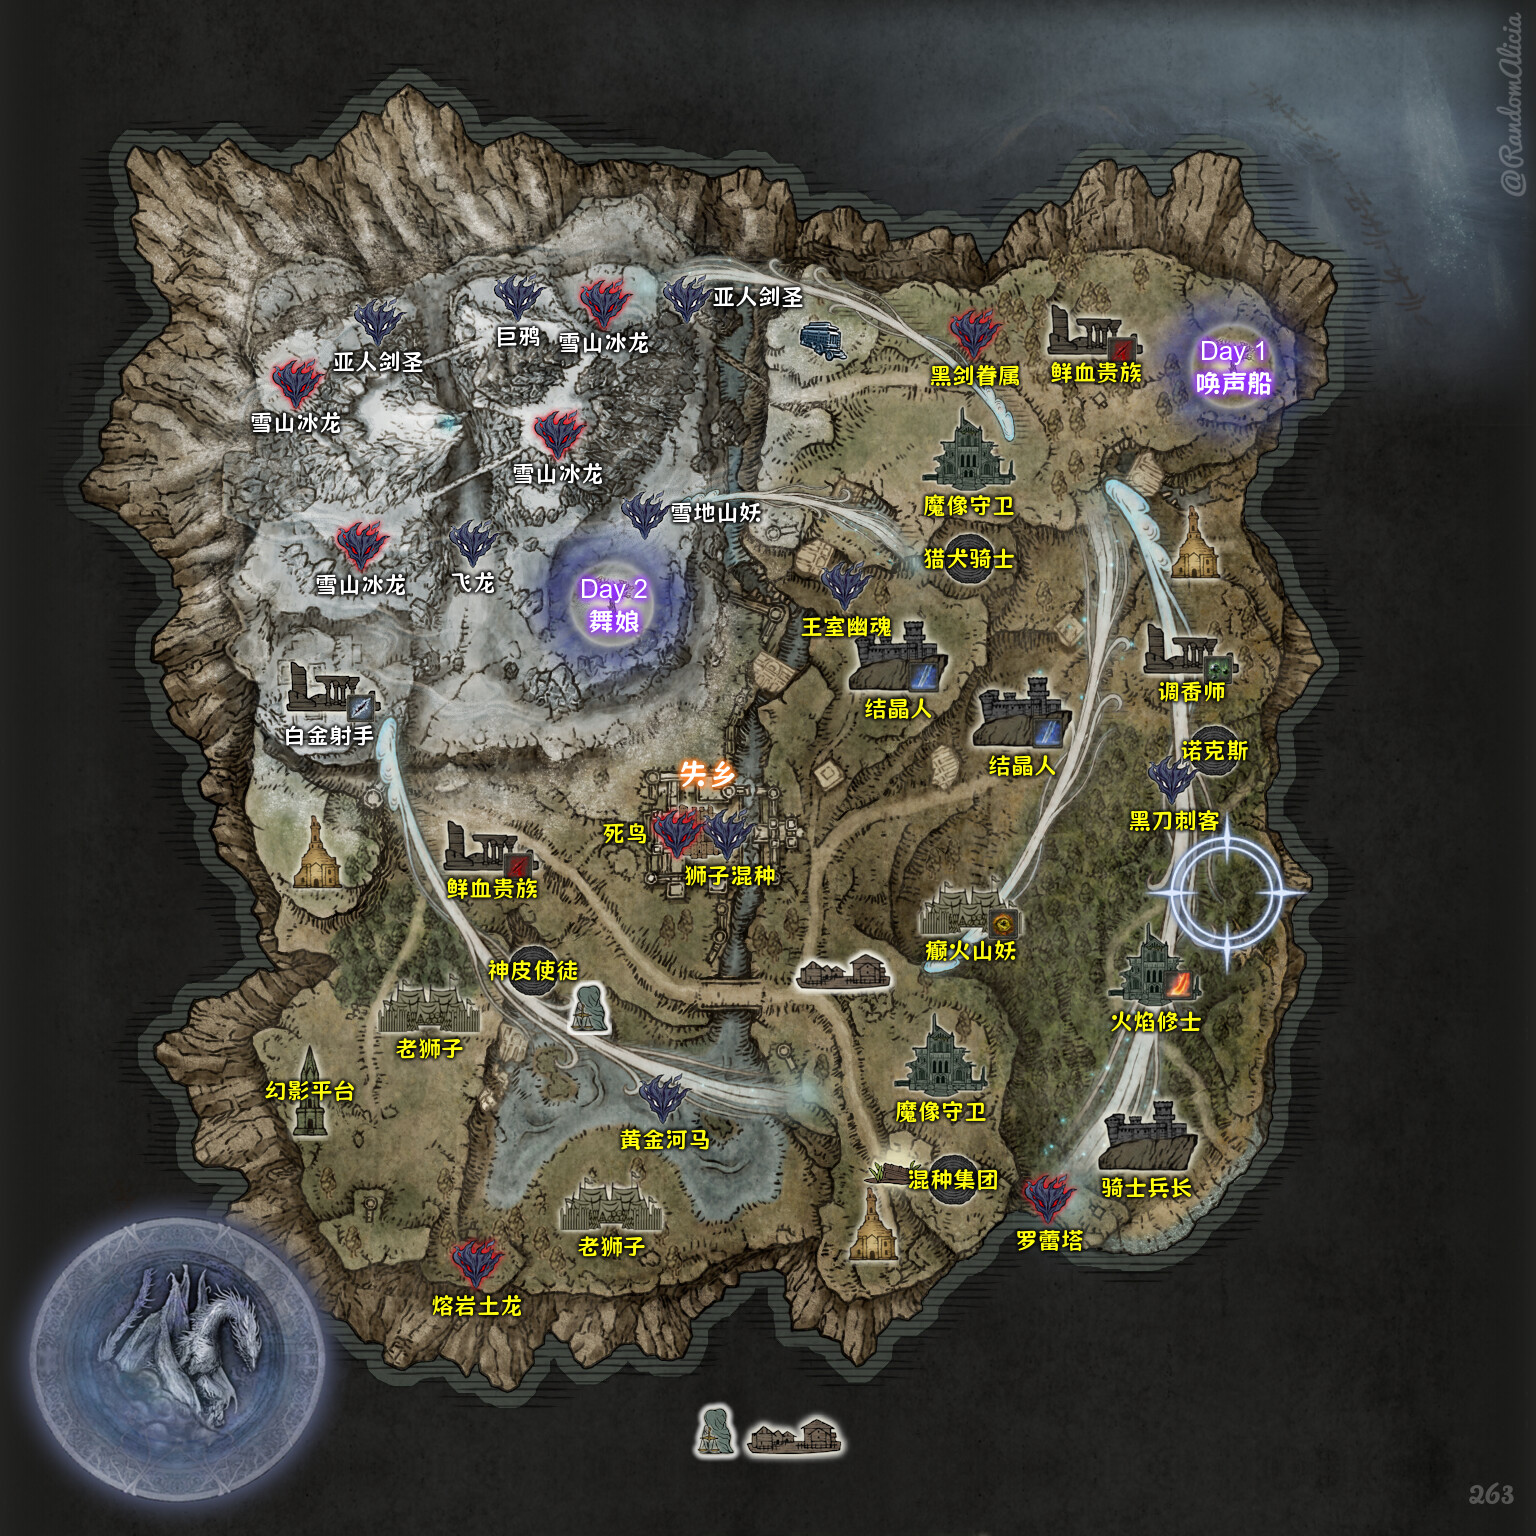 @RandomAlicia
亚人剑圣
巨鸦
雪山冰龙
亚人剑圣
黑剑眷属
鲜血贵族
Day 1
唤声船
雪山冰龙
雪山冰龙
魔像守卫
雪地山妖
猎犬骑士
雪山冰龙
飞龙
Day 2
舞娘
王室幽魂
结晶人
调香师
白金射手
诺克斯
结晶人
失乡
黑刀刺客
死鸟
狮子混种
鲜血贵族
癫火山妖
神皮使徒
火焰修士
老狮子
幻影平台
魔像守卫
黄金河马
混种集团
骑士兵长
罗蕾塔
老狮子
熔岩土龙
263